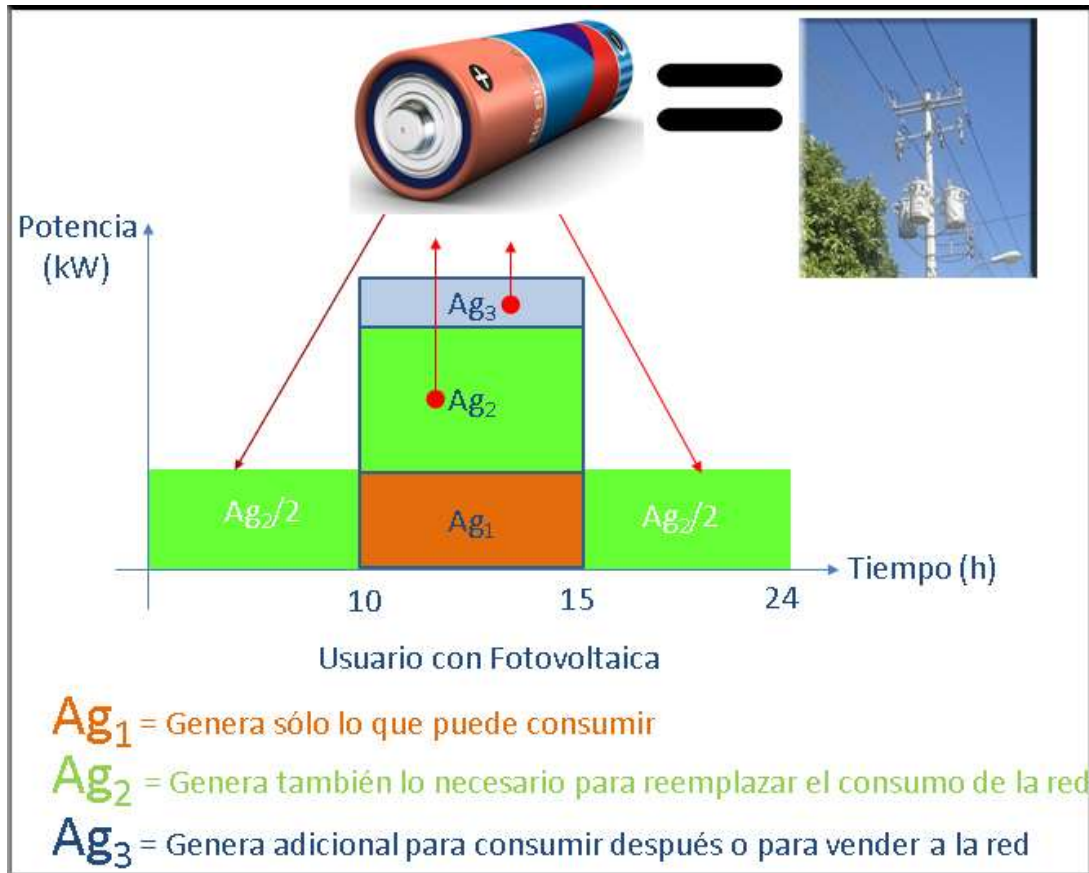 Potencia
(kW)
Ag3
Ag2
Ag2/2
Ag1
Ag2/2
Tiempo (h)
10
15
24
Usuario con Fotovoltaica
Ag1 = Genera sólo lo que puede consumir
Ag2 = Genera también lo necesario para reemplazar el consumo de la red
Ag3 = Genera adicional para consumir después o para vender a la red